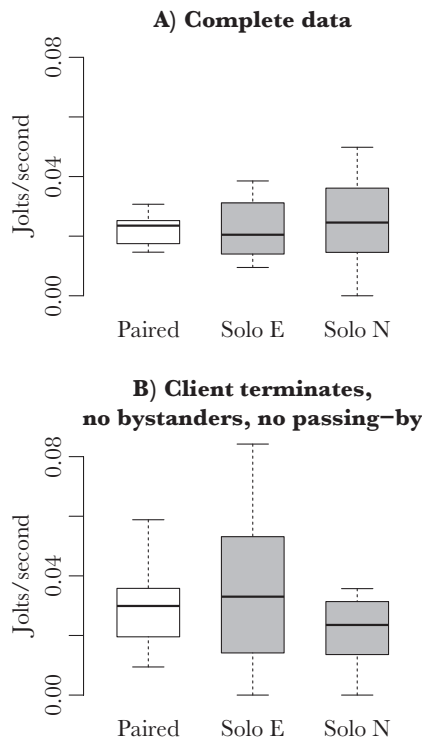 A) Complete data
0.08
0.04
0.00
Jolts/second
Paired Solo E Solo N
B) Client terminates,
no bystanders, no passing−by
0.08
0.04
0.00
Jolts/second
Paired Solo E Solo N